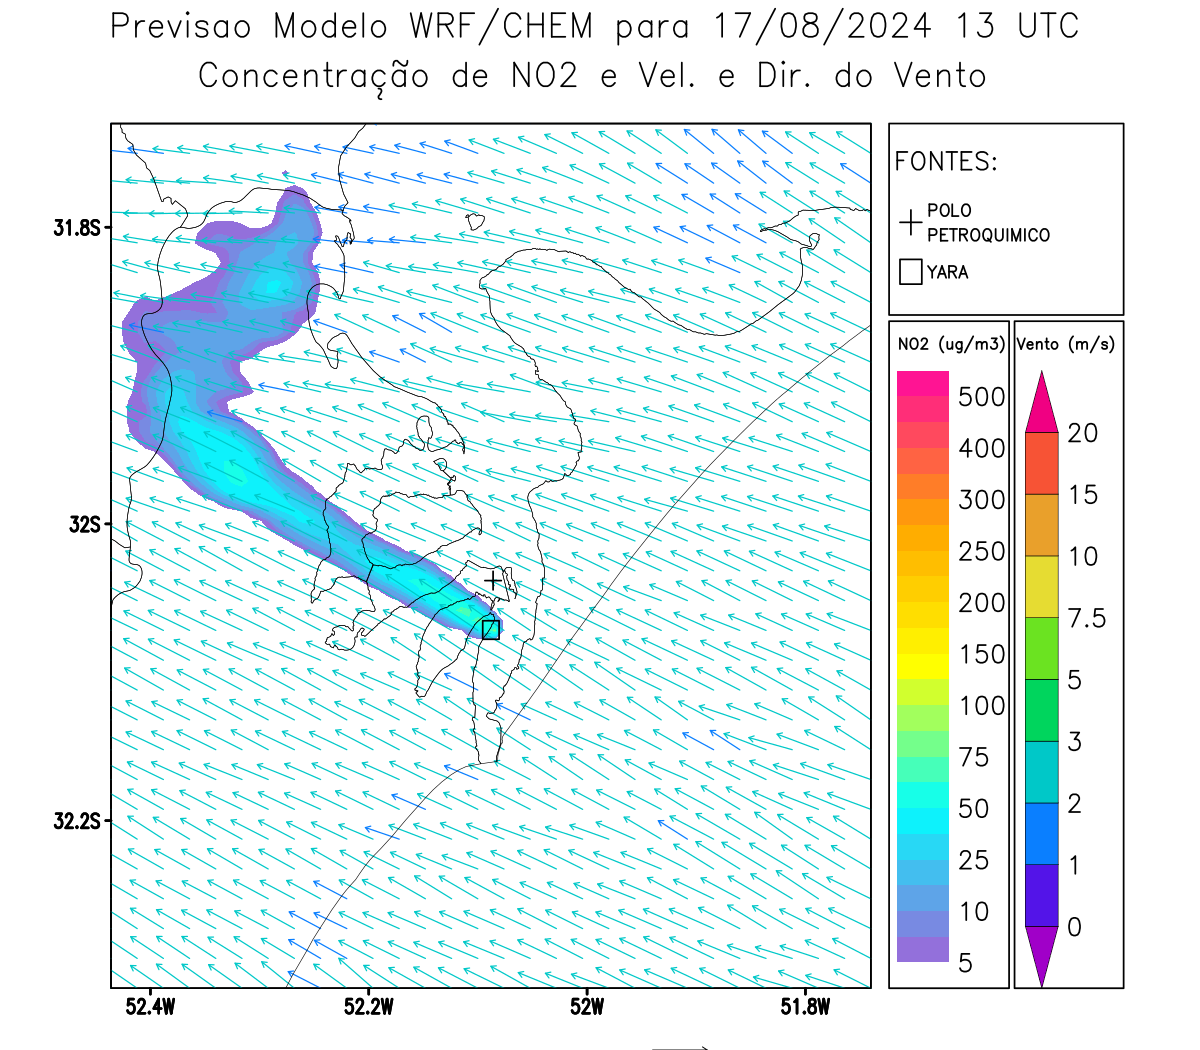 Previsao Modelo WRF/CHEM para 17/08/2024 13 UTC
Concentração de NO2 e Vel. e Dir. do Vento
FONTES:
POLO
PETROQUIMICO
YARA
NO2 (ug/m3)
500
400
300
250
200
150
100
75
50
25
10
5
Vento (m/s)
20
15
10
7.5
5
3
2
1
0
31.8S
32S
32.2S
52.4W
52.2W
52W
51.8W